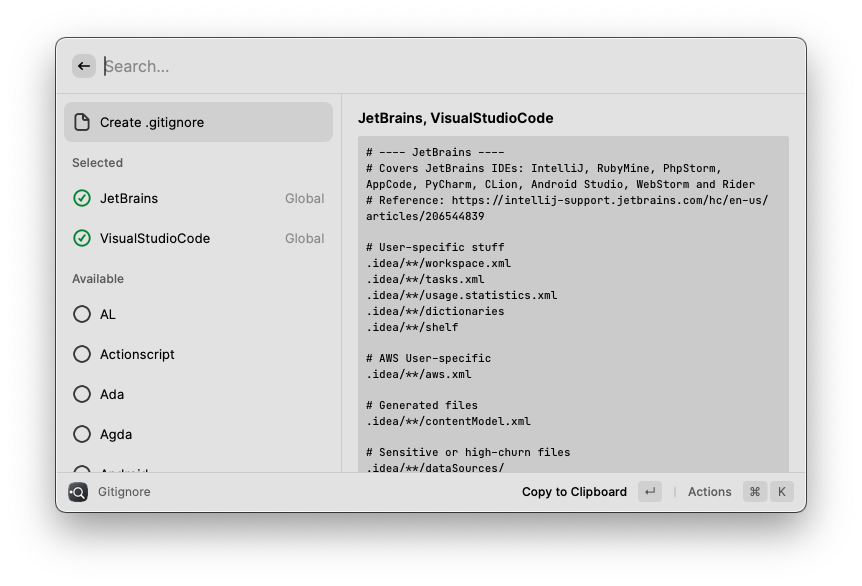 Search...
Create .gitignore
Selected
JetBrains Global
VisualStudioCode Global
Available
AL
Actionscript
Ada
Agda
Android
JetBrains, VisualStudioCode
# ---- JetBrains ----
# Covers JetBrains IDEs: IntelliJ, RubyMine, PhpStorm,
AppCode, PyCharm, CLion, Android Studio, WebStorm and Rider
# Reference: https://intellij-support.jetbrains.com/hc/en-us/
articles/206544839
# User-specific stuff
.idea/**/workspace.xml
.idea/**/tasks.xml
.idea/**/usage.statistics.xml
.idea/**/dictionaries
.idea/**/shelf
# AWS User-specific
.idea/**/aws.xml
# Generated files
.idea/**/contentModel.xml
# Sensitive or high-churn files
.idea/**/dataSources/
Gitignore
Copy to Clipboard ↵ | Actions ⌘ K